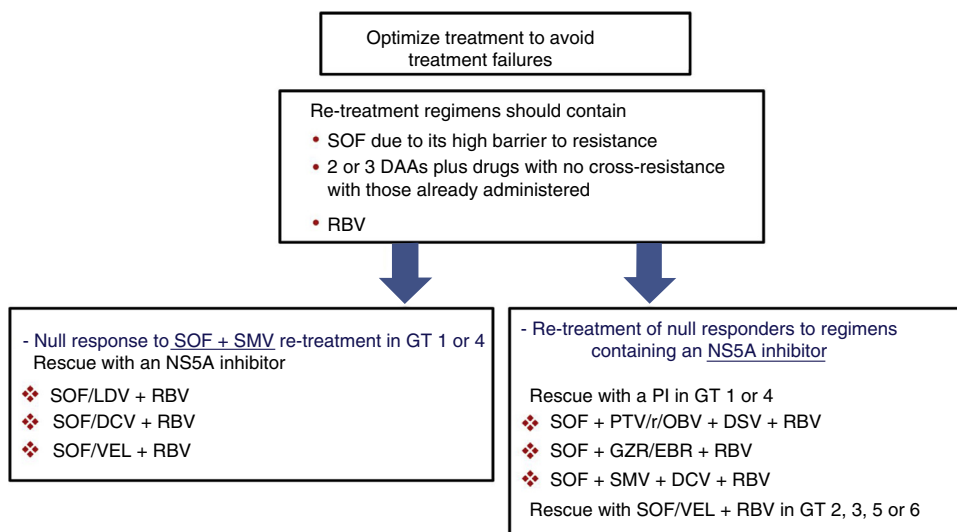 Optimize treatment to avoid
treatment failures
Re-treatment regimens should contain
• SOF due to its high barrier to resistance
• 2 or 3 DAAs plus drugs with no cross-resistance
with those already administered
• RBV
- Null response to SOF + SMV re-treatment in GT 1 or 4
Rescue with an NS5A inhibitor
❖ SOF/LDV + RBV
❖ SOF/DCV + RBV
❖ SOF/VEL + RBV
- Re-treatment of null responders to regimens
containing an NS5A inhibitor
Rescue with a PI in GT 1 or 4
❖ SOF + PTV/r/OBV + DSV + RBV
❖ SOF + GZR/EBR + RBV
❖ SOF + SMV + DCV + RBV
Rescue with SOF/VEL + RBV in GT 2, 3, 5 or 6